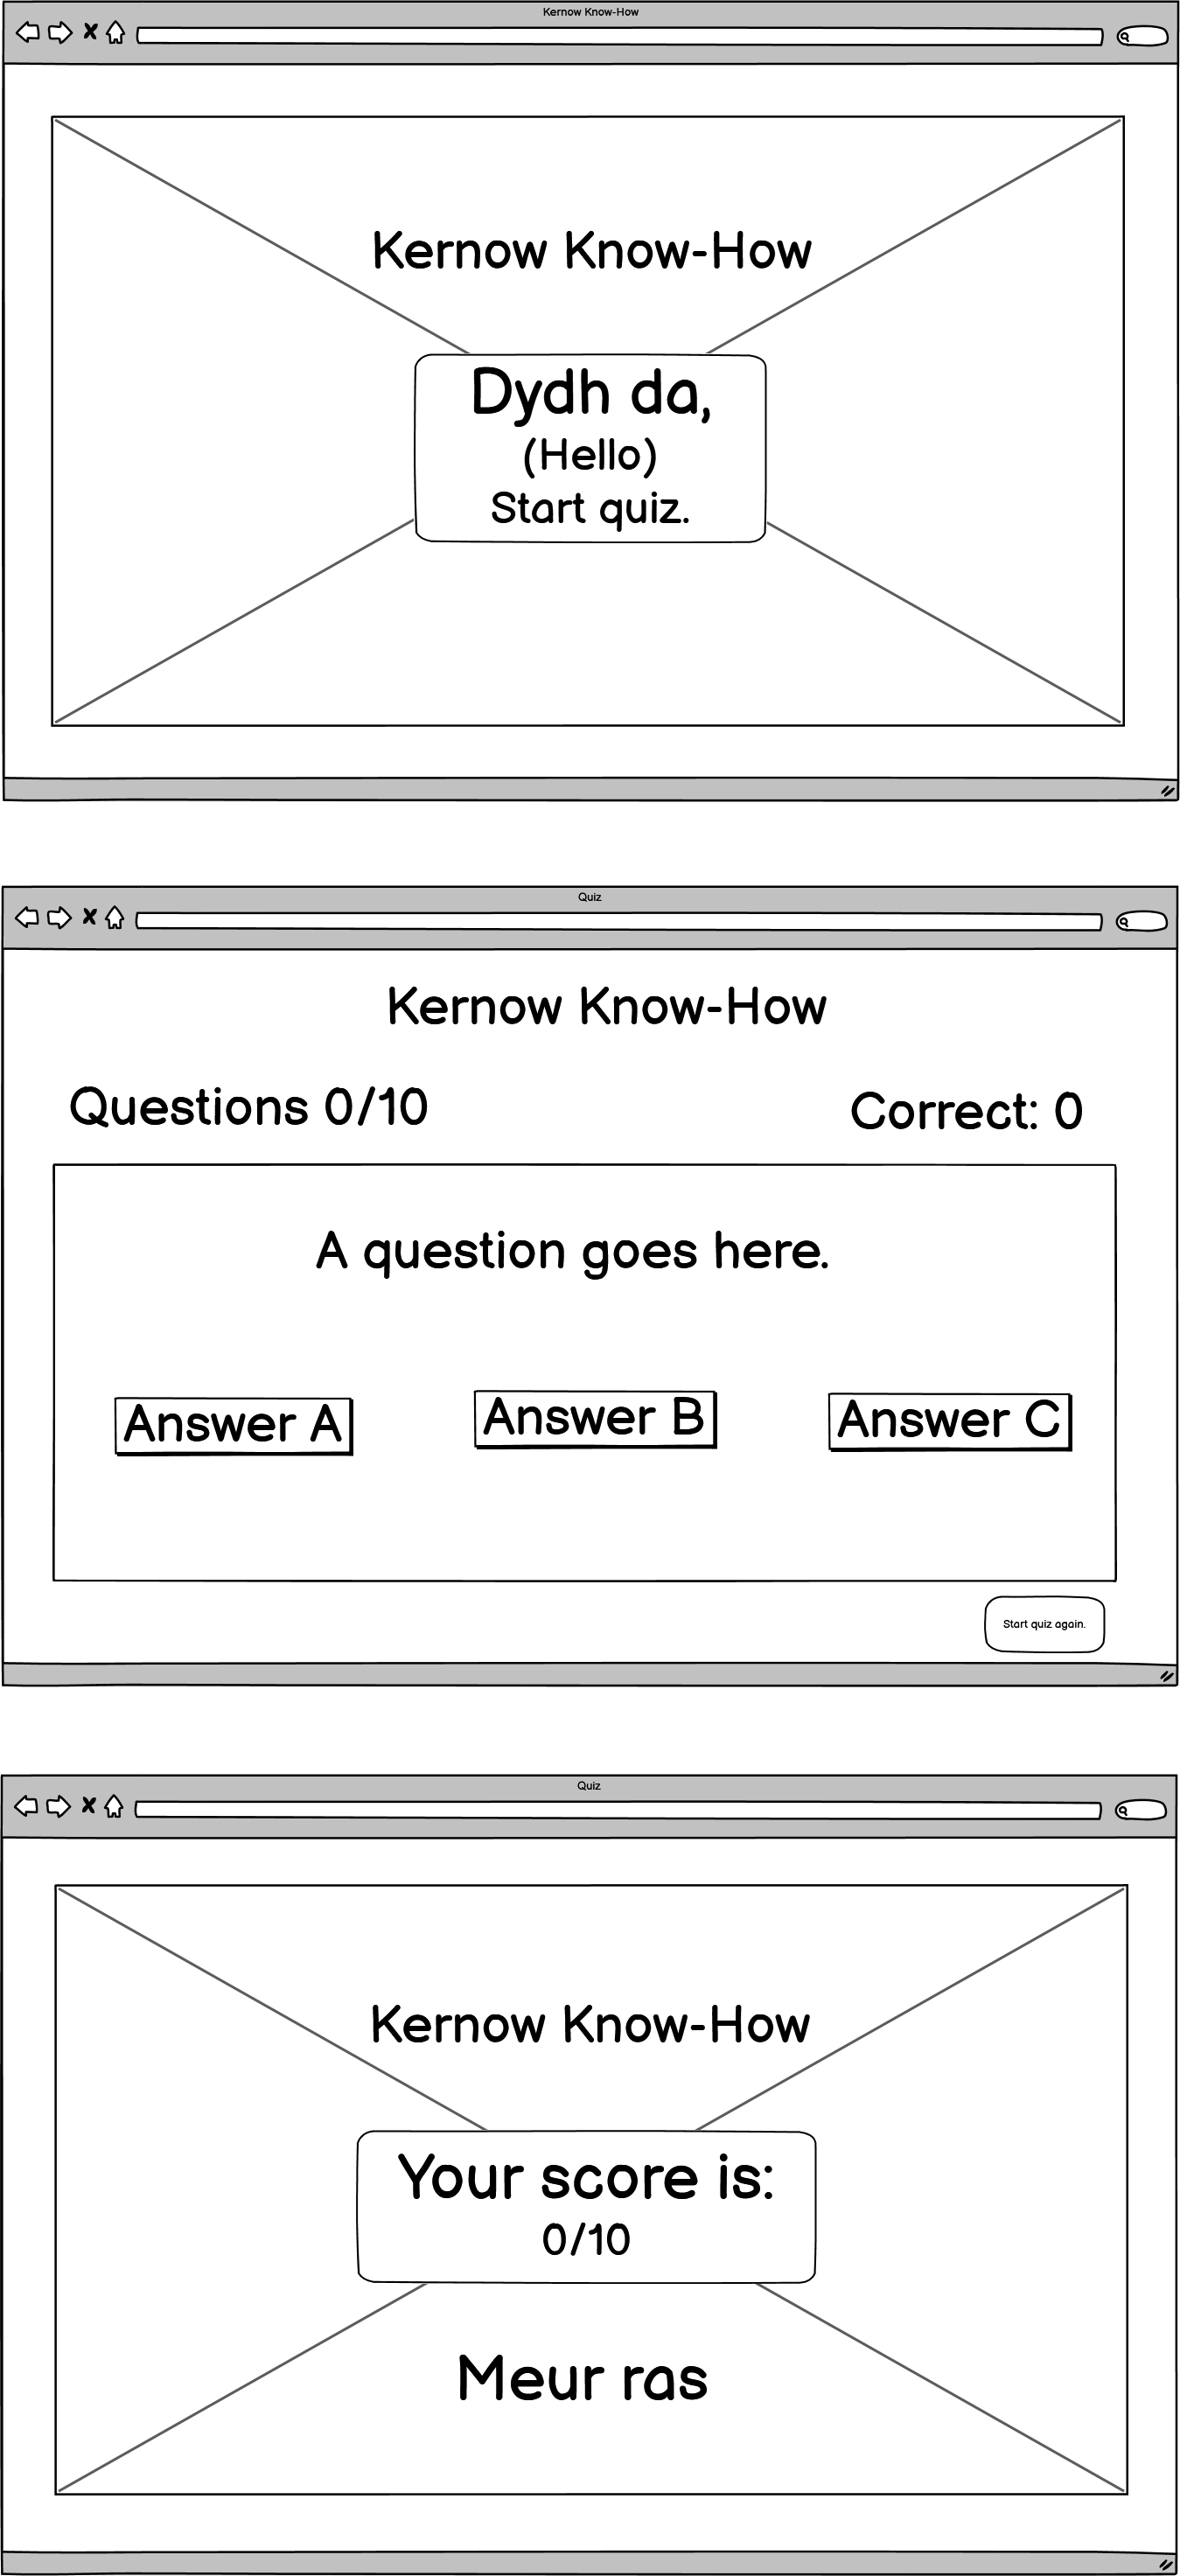 Kernow Know-How
Kernow Know-How
Dydh da,
(Hello)
Start quiz.
Quiz
Kernow Know-How
Questions 0/10
Correct: 0
A question goes here.
Answer A
Answer B
Answer C
Start quiz again.
Quiz
Kernow Know-How
Your score is:
0/10
Meur ras